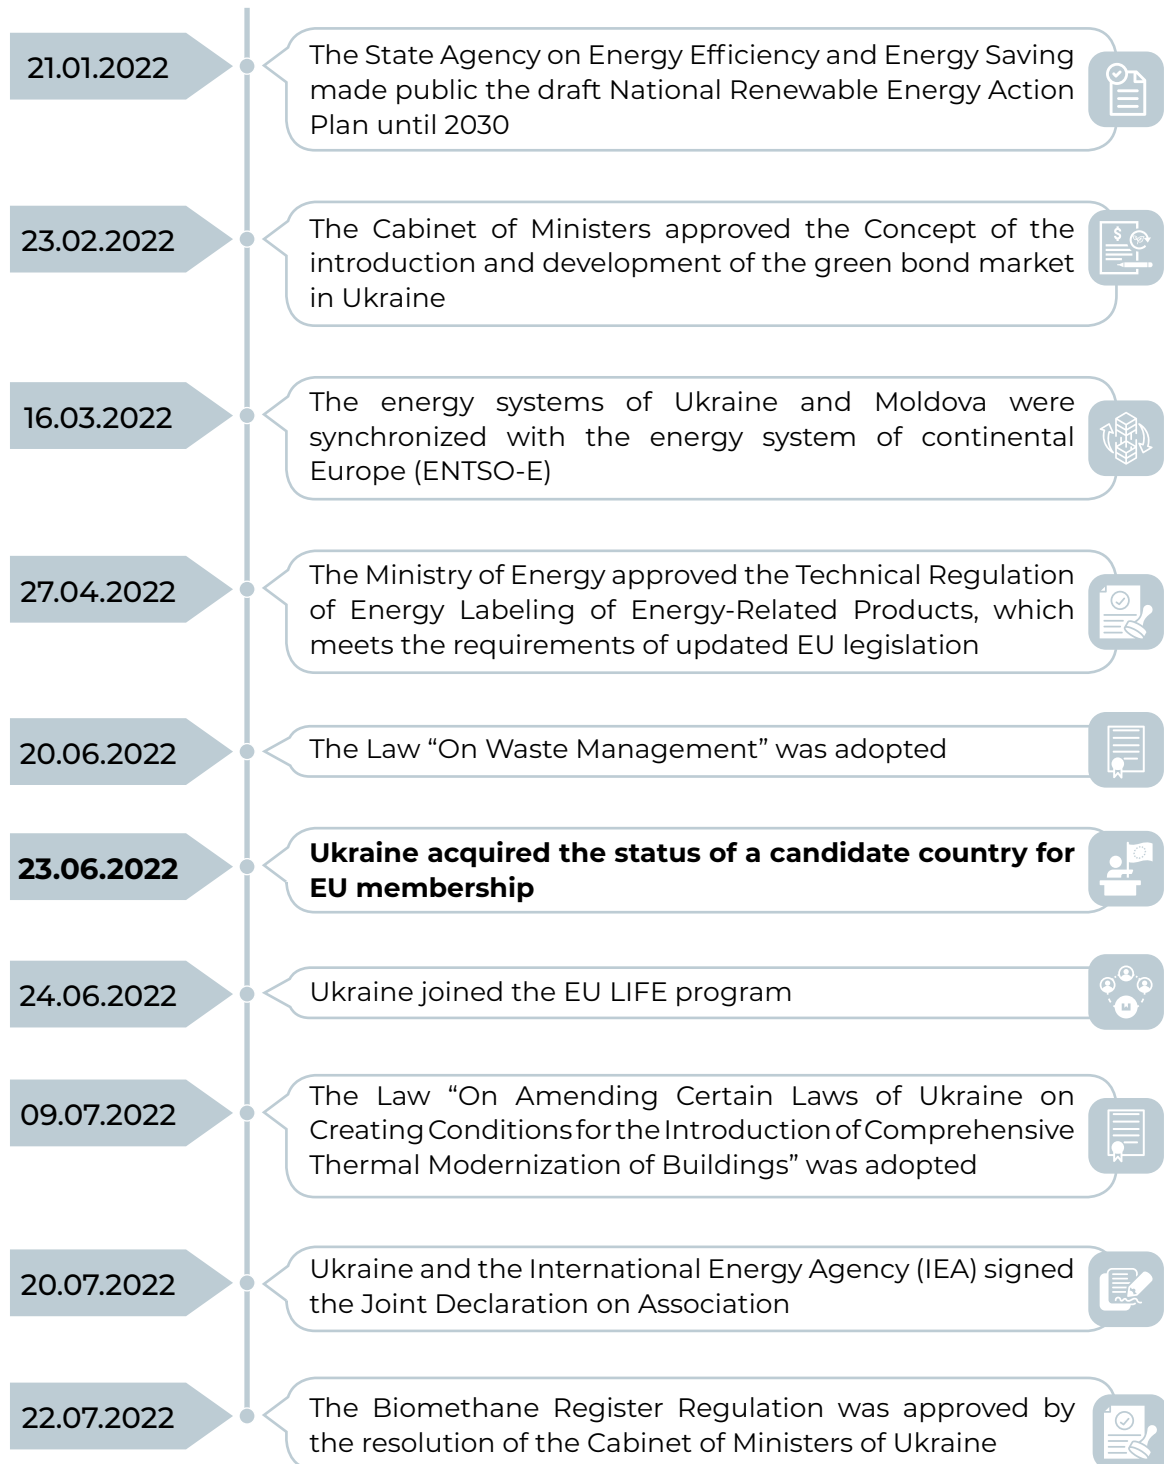 21.01.2022
The State Agency on Energy Efficiency and Energy Saving
made public the draft National Renewable Energy Action
Plan until 2030
23.02.2022
The Cabinet of Ministers approved the Concept of the
introduction and development of the green bond market
in Ukraine
16.03.2022
The energy systems of Ukraine and Moldova were
synchronized with the energy system of continental
Europe (ENTSO-E)
27.04.2022
The Ministry of Energy approved the Technical Regulation
of Energy Labeling of Energy-Related Products, which
meets the requirements of updated EU legislation
20.06.2022
The Law “On Waste Management” was adopted
23.06.2022
Ukraine acquired the status of a candidate country for
EU membership
24.06.2022
Ukraine joined the EU LIFE program
09.07.2022
The Law “On Amending Certain Laws of Ukraine on
Creating Conditions for the Introduction of Comprehensive
Thermal Modernization of Buildings” was adopted
20.07.2022
Ukraine and the International Energy Agency (IEA) signed
the Joint Declaration on Association
22.07.2022
The Biomethane Register Regulation was approved by
the resolution of the Cabinet of Ministers of Ukraine